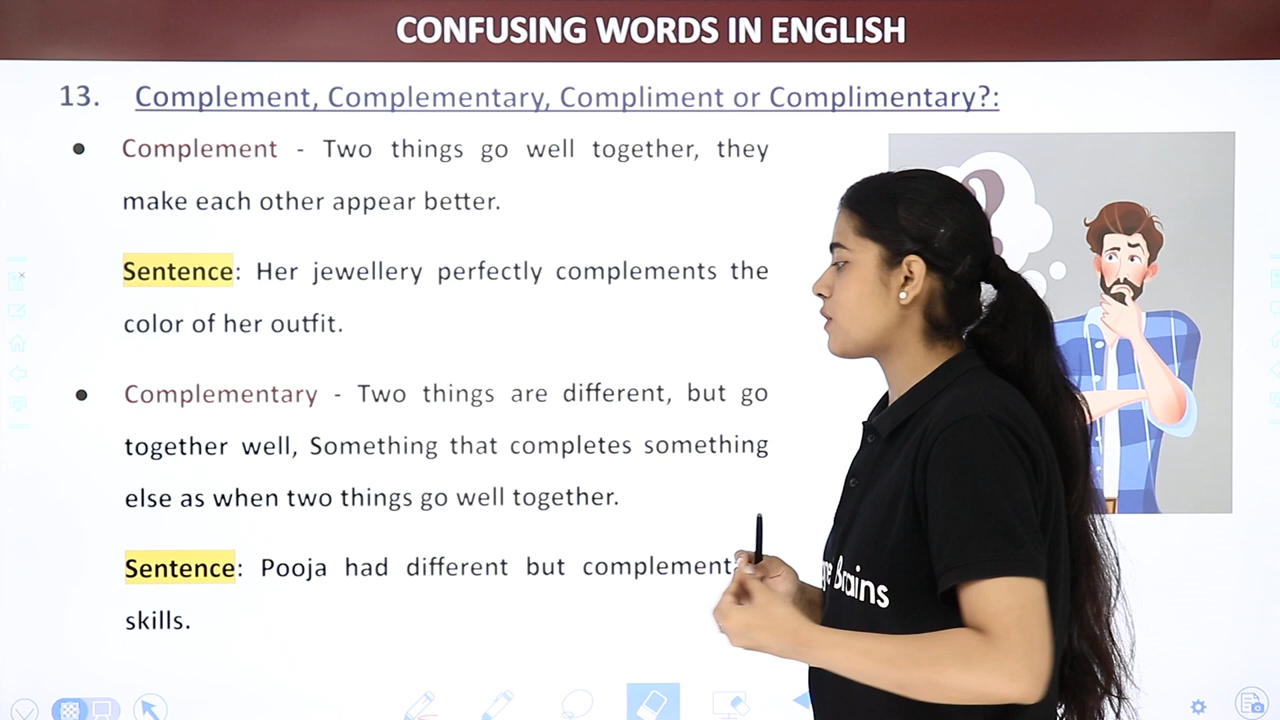 CONFUSING WORDS IN ENGLISH
13. Complement, Complementary, Compliment or Complimentary?:
● Complement - Two things go well together, they
make each other appear better.
Sentence: Her jewellery perfectly complements the
color of her outfit.
● Complementary - Two things are different, but go
together well, Something that completes something
else as when two things go well together.
Sentence: Pooja had different but
skills.
Brains